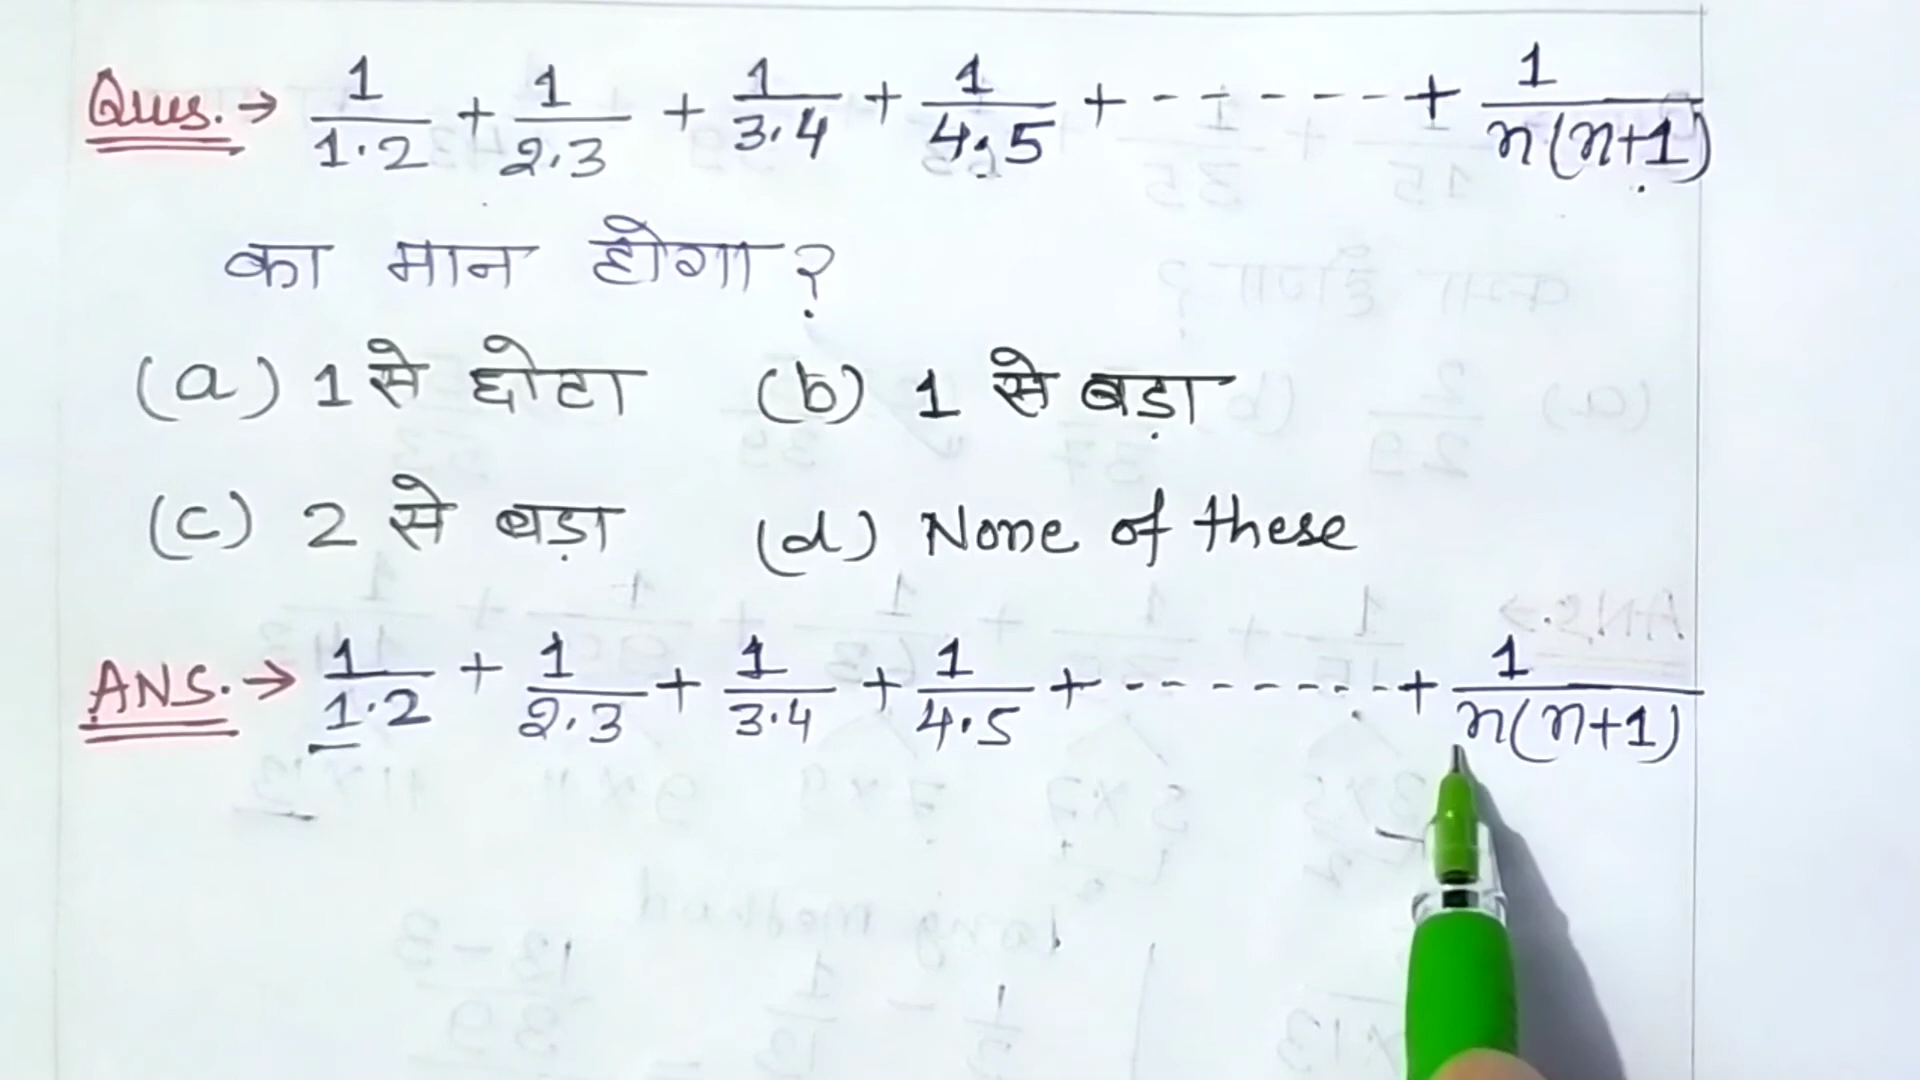 Ques. → 1/1·2 + 1/2·3 + 1/3·4 + 1/4·5 + - - - - - - + 1/n(n+1)
का मान होगा ?
(a) 1 से छोटा (b) 1 से बड़ा
(c) 2 से बड़ा (d) None of these
ANS. → 1/1·2 + 1/2·3 + 1/3·4 + 1/4·5 + - - - - - - - - + 1/n(n+1)